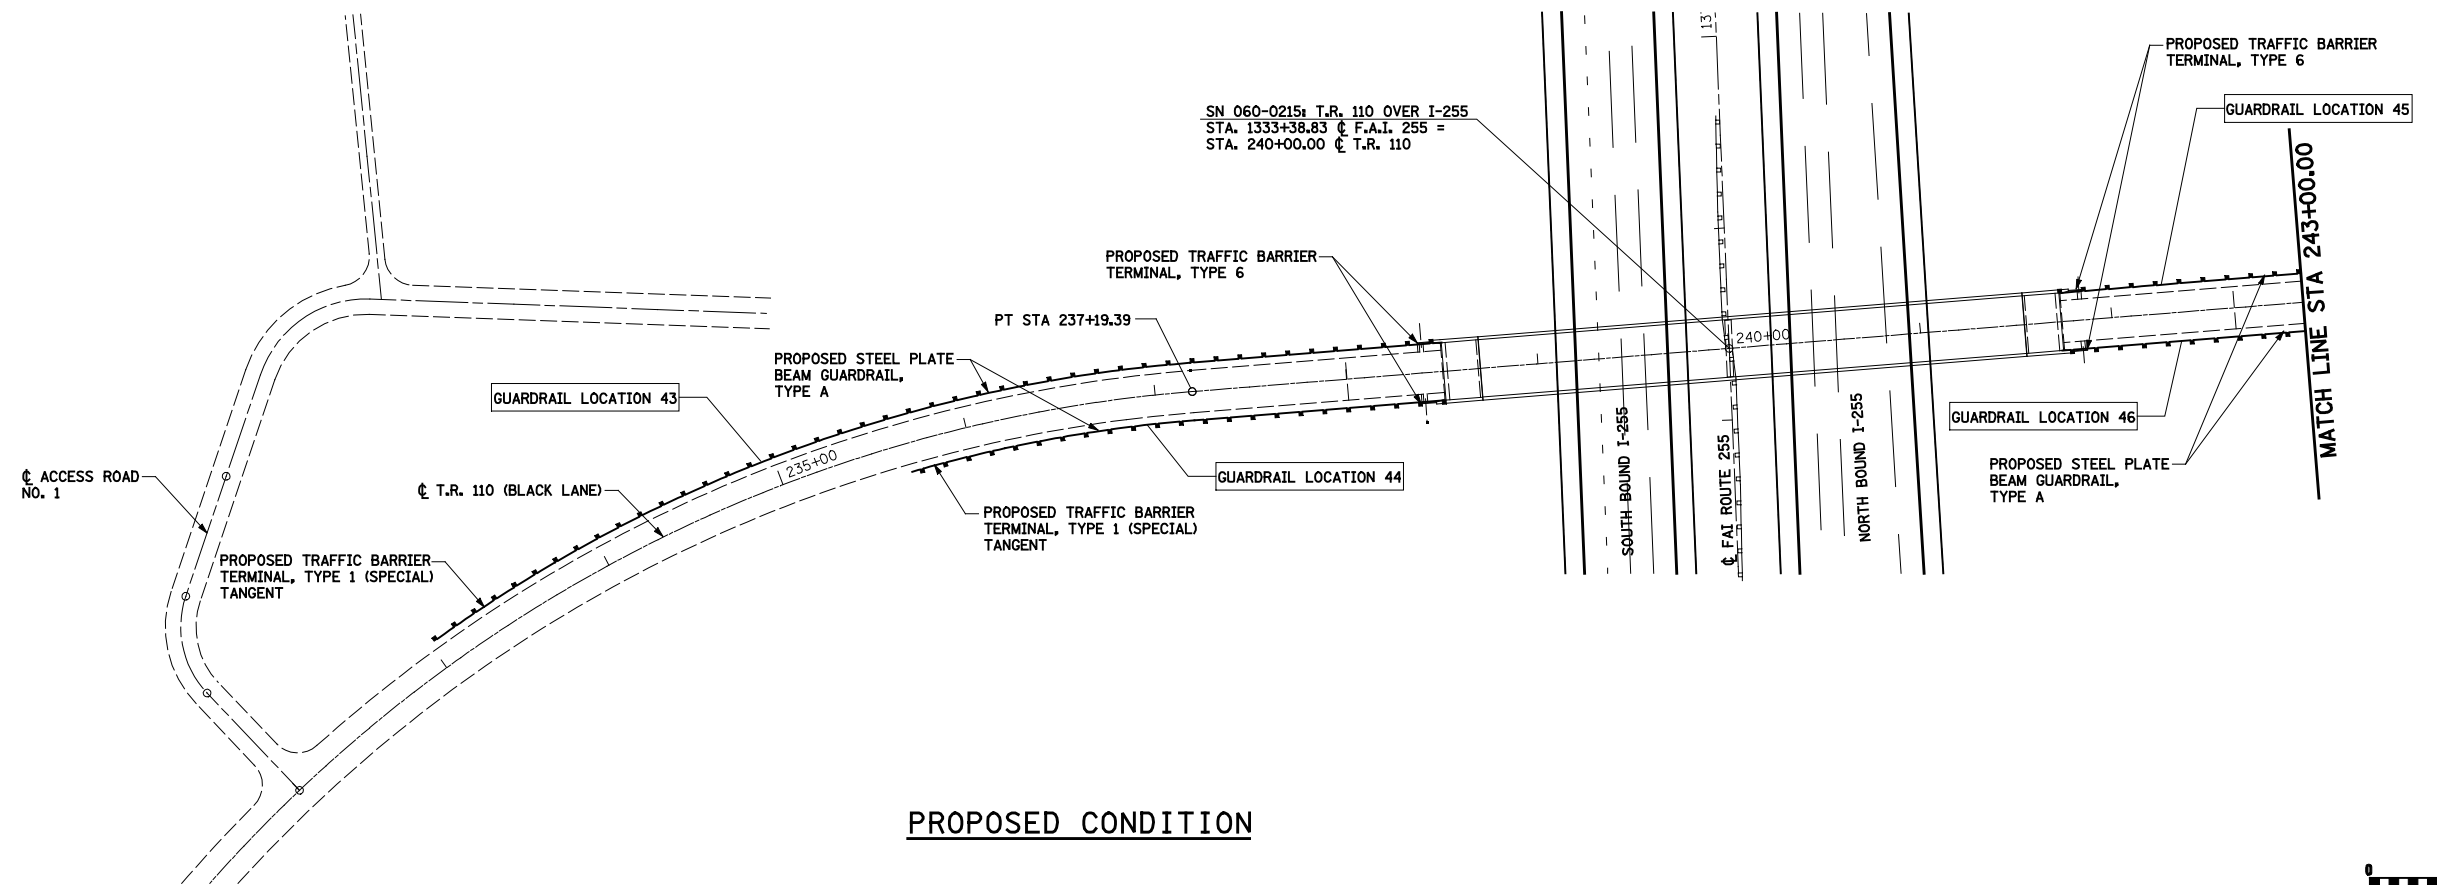 13
PROPOSED TRAFFIC BARRIER
TERMINAL, TYPE 6
GUARDRAIL LOCATION 45
SN 060-0215: T.R. 110 OVER I-255
STA. 1333+38.83 ℄ F.A.I. 255 =
STA. 240+00.00 ℄ T.R. 110
MATCH LINE STA 243+00.00
PROPOSED TRAFFIC BARRIER
TERMINAL, TYPE 6
PT STA 237+19.39
240+00
PROPOSED STEEL PLATE
BEAM GUARDRAIL,
TYPE A
GUARDRAIL LOCATION 43
SOUTH BOUND I-255
℄ FAI ROUTE 255
NORTH BOUND I-255
GUARDRAIL LOCATION 46
PROPOSED STEEL PLATE
BEAM GUARDRAIL,
TYPE A
235+00
℄ ACCESS ROAD
NO. 1
℄ T.R. 110 (BLACK LANE)
GUARDRAIL LOCATION 44
PROPOSED TRAFFIC BARRIER
TERMINAL, TYPE 1 (SPECIAL)
TANGENT
PROPOSED TRAFFIC BARRIER
TERMINAL, TYPE 1 (SPECIAL)
TANGENT
PROPOSED CONDITION
0